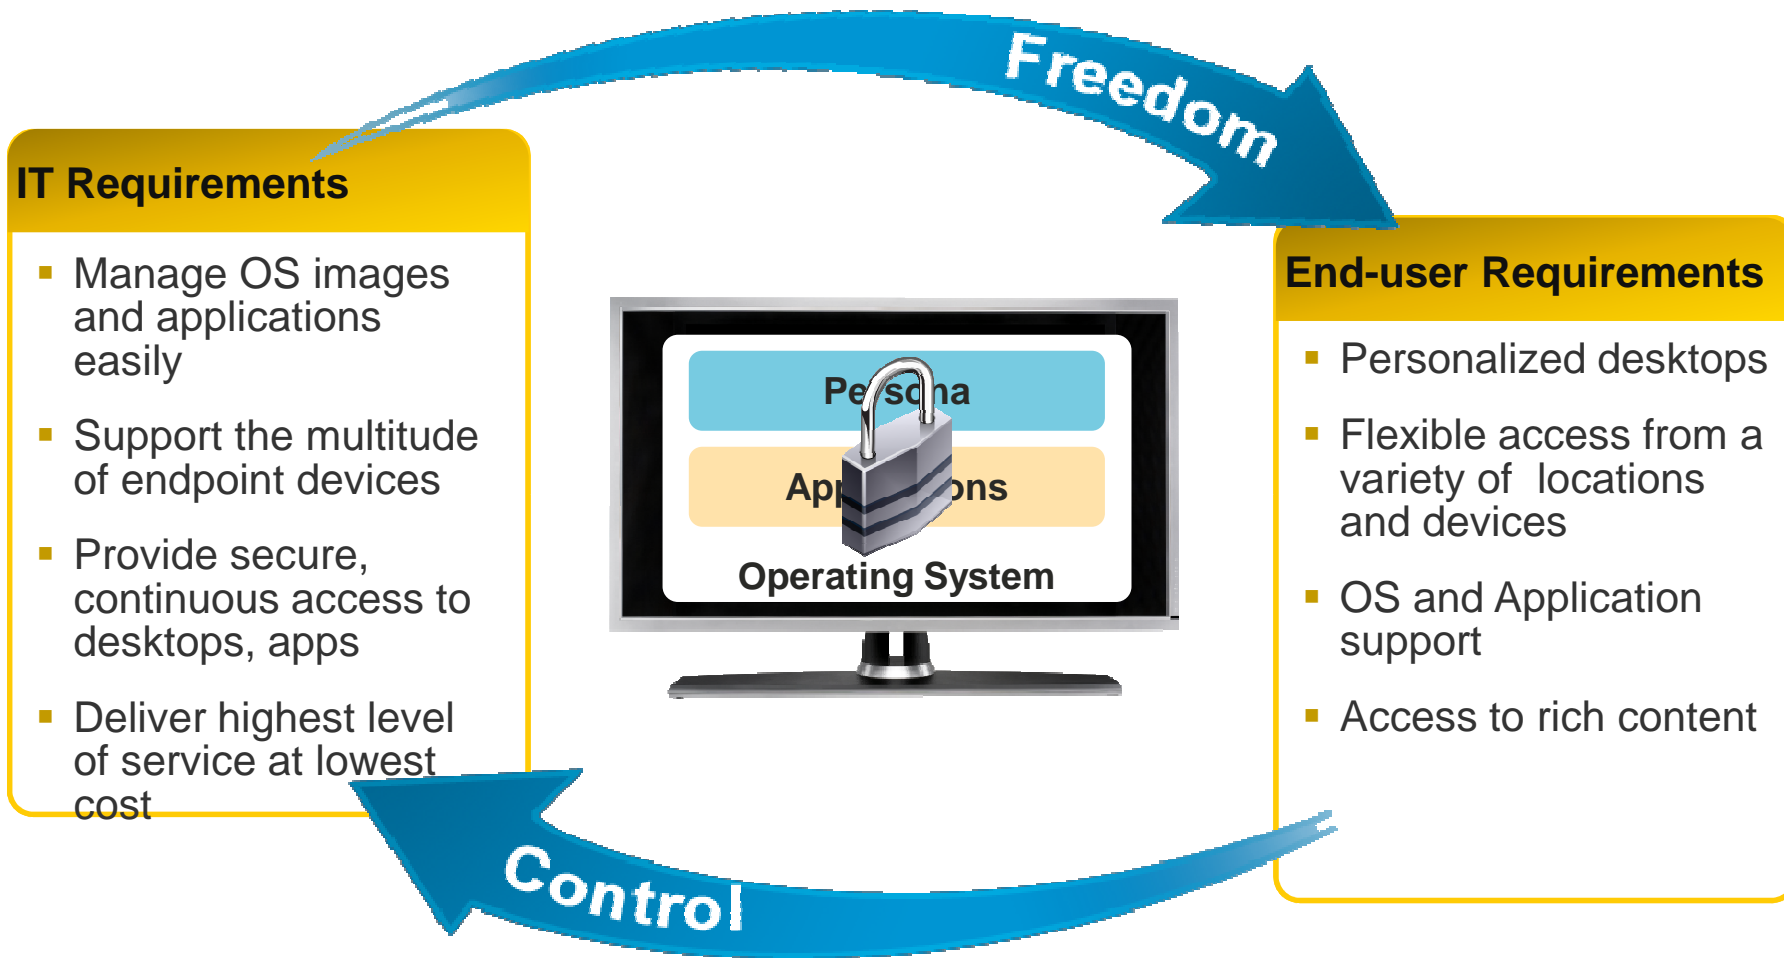 Freedom
IT Requirements
Manage OS images
and applications
easily
Support the multitude
of endpoint devices
Provide secure,
continuous access to
desktops, apps
Deliver highest level
of service at lowest
cost
Persona
Applications
Operating System
End-user Requirements
Personalized desktops
Flexible access from a
variety of locations
and devices
OS and Application
support
Access to rich content
Control